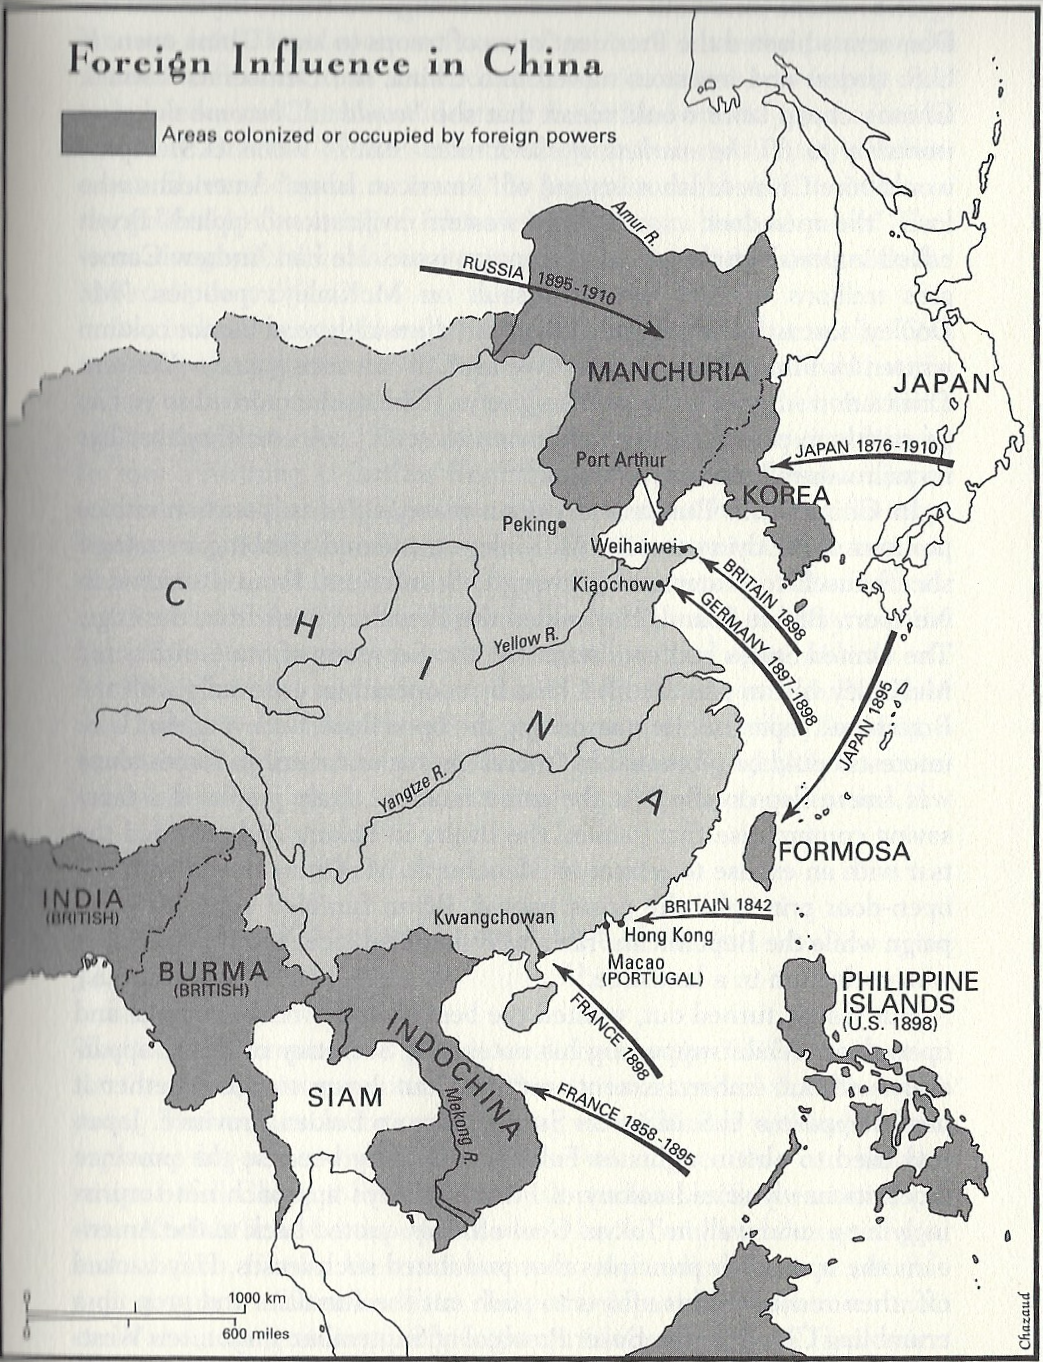 Foreign Influence in China
Areas colonized or occupied by foreign powers
Amur R.
RUSSIA 1895-1910
MANCHURIA
JAPAN
JAPAN 1876-1910
Port Arthur
KOREA
Peking
Weihaiwei
Kiaochow
BRITAIN 1898
GERMANY 1897-1898
C H I N A
Yellow R.
JAPAN 1895
Yangtze R.
FORMOSA
INDIA
(BRITISH)
BRITAIN 1842
Kwangchowan
Hong Kong
Macao
(PORTUGAL)
BURMA
(BRITISH)
PHILIPPINE
ISLANDS
(U.S. 1898)
FRANCE 1898
INDOCHINA
SIAM
Mekong R.
FRANCE 1858-1895
0
1000 km
0
600 miles
Chazaud